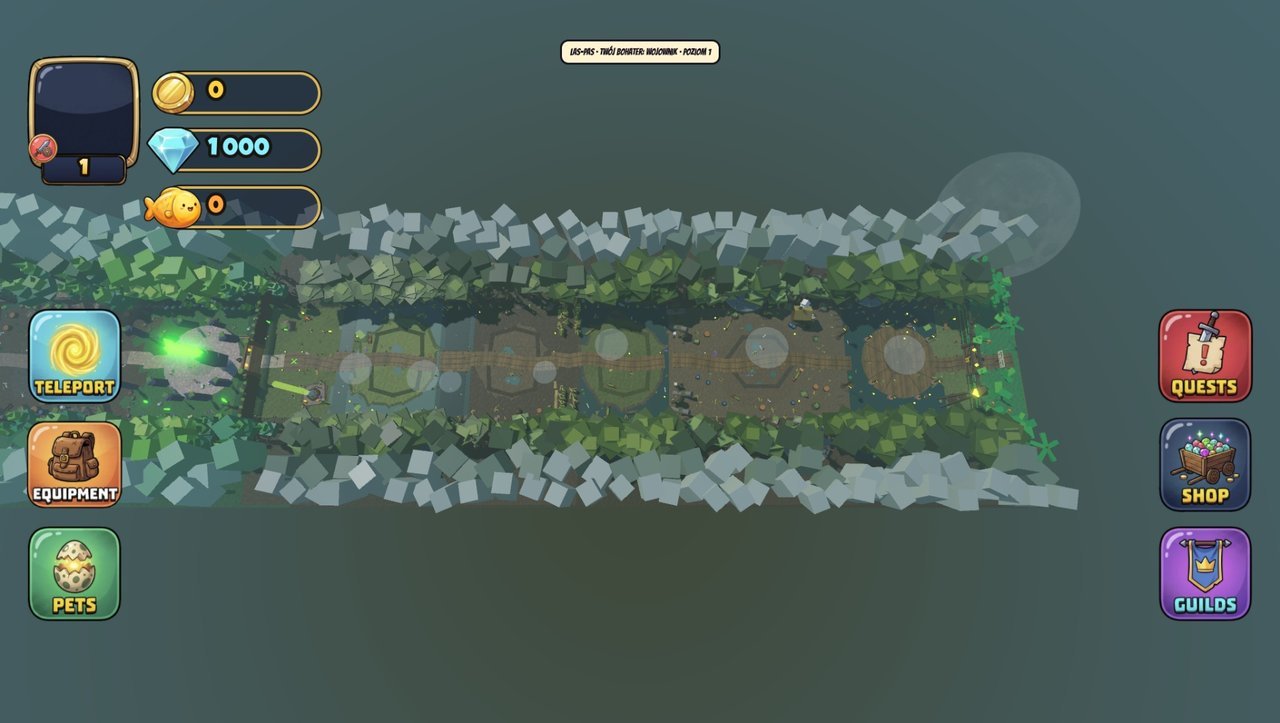 LAS-PAS • TWÓJ BOHATER: WOJOWNIK • POZIOM 1
0
1000
1
0
TELEPORT
QUESTS
EQUIPMENT
SHOP
PETS
GUILDS